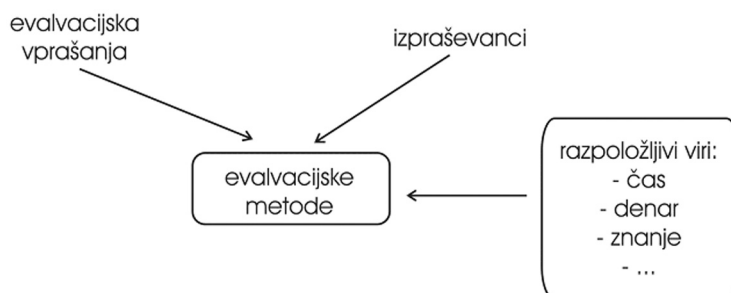 evalvacijska
vprašanja
izpraševanci
evalvacijske
metode
razpoložljivi viri:
- čas
- denar
- znanje
- ...